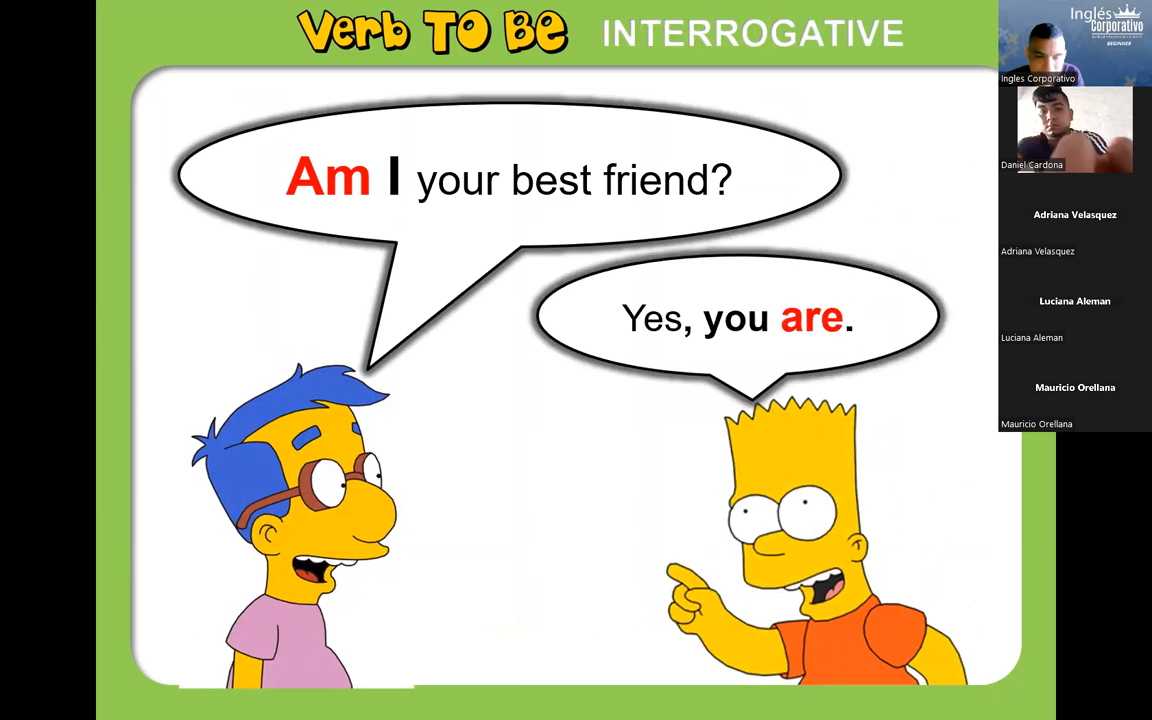 Verb TO BE INTERROGATIVE
Am I your best friend?
Yes, you are.
Inglés
Corporativo
BEGINNER
Ingles Corporativo
Daniel Cardona
Adriana Velasquez
Adriana Velasquez
Luciana Aleman
Luciana Aleman
Mauricio Orellana
Mauricio Orellana